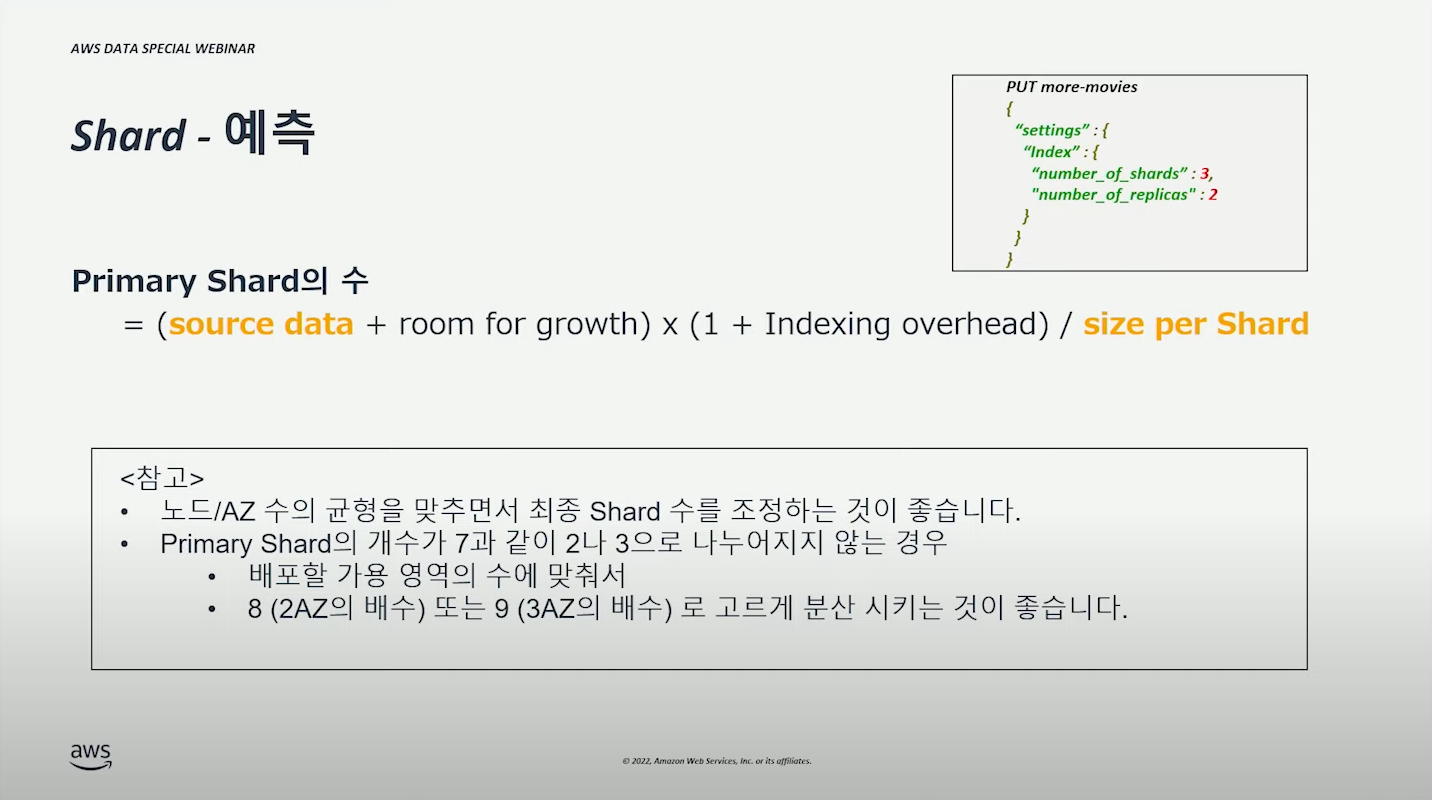 AWS DATA SPECIAL WEBINAR
Shard - 예측
PUT more-movies
{
“settings” : {
“Index” : {
“number_of_shards” : 3,
"number_of_replicas" : 2
}
}
}
Primary Shard의 수
= (source data + room for growth) x (1 + Indexing overhead) / size per Shard
<참고>
• 노드/AZ 수의 균형을 맞추면서 최종 Shard 수를 조정하는 것이 좋습니다.
• Primary Shard의 개수가 7과 같이 2나 3으로 나누어지지 않는 경우
• 배포할 가용 영역의 수에 맞춰서
• 8 (2AZ의 배수) 또는 9 (3AZ의 배수) 로 고르게 분산 시키는 것이 좋습니다.
aws
© 2022, Amazon Web Services, Inc. or its affiliates.